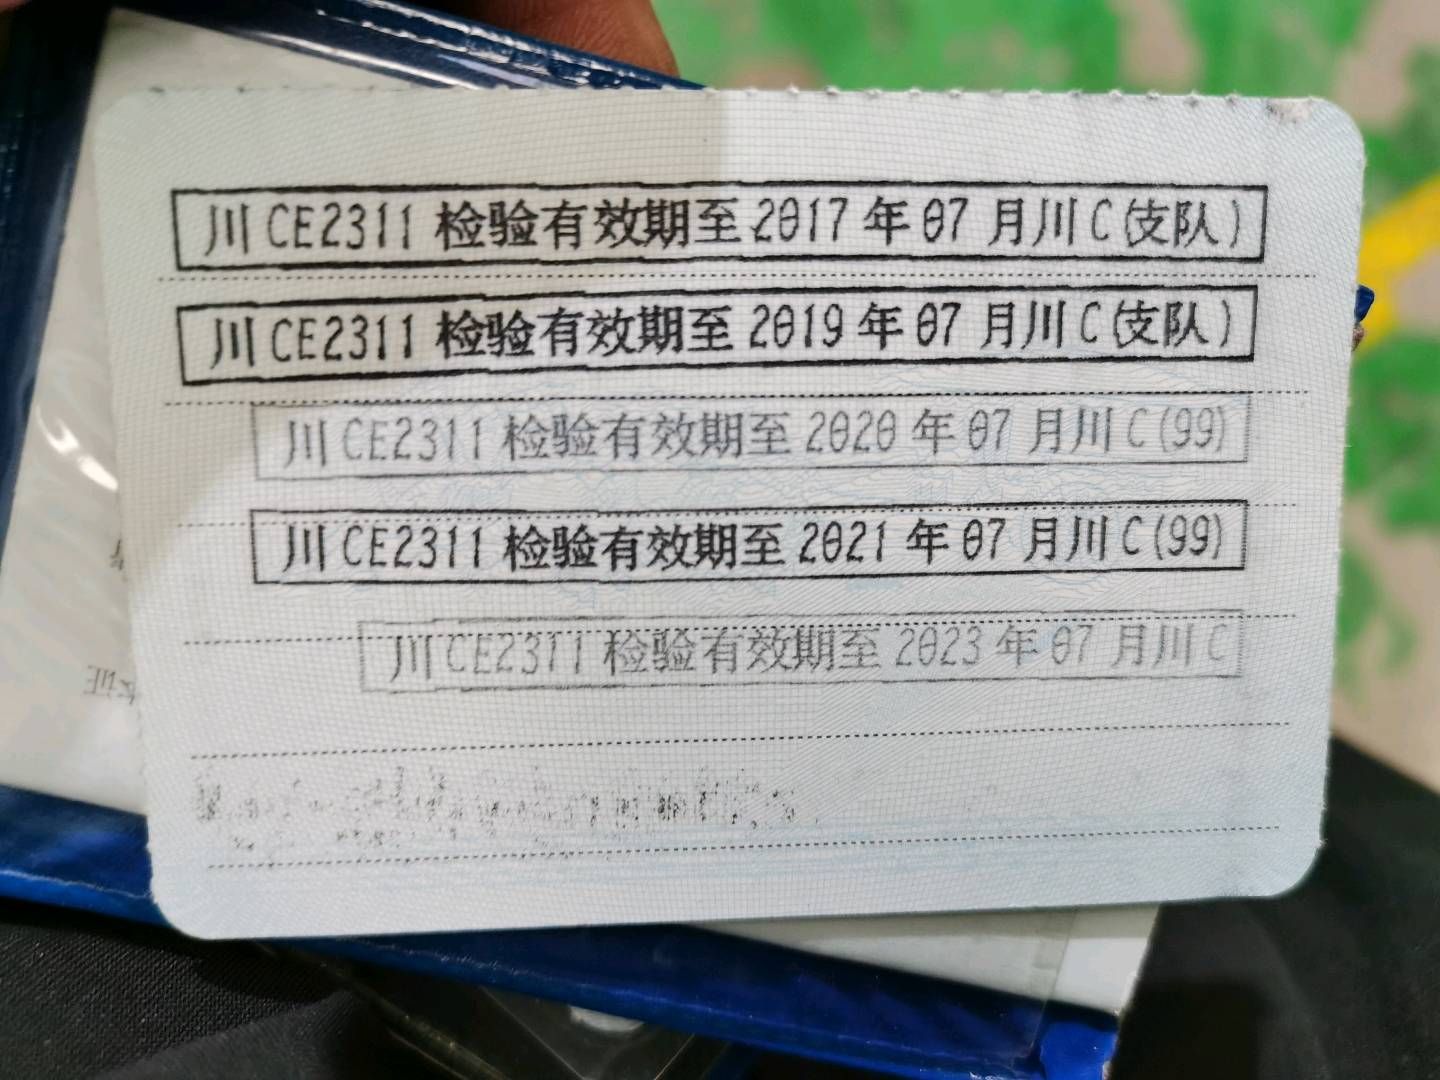 川CE2311 检验有效期至2017年07月川C(支队)
川CE2311 检验有效期至2019年07月川C(支队)
川CE2311 检验有效期至2020年07月川C(99)
川CE2311 检验有效期至2021年07月川C(99)
川CE2311 检验有效期至2023年07月川C
证